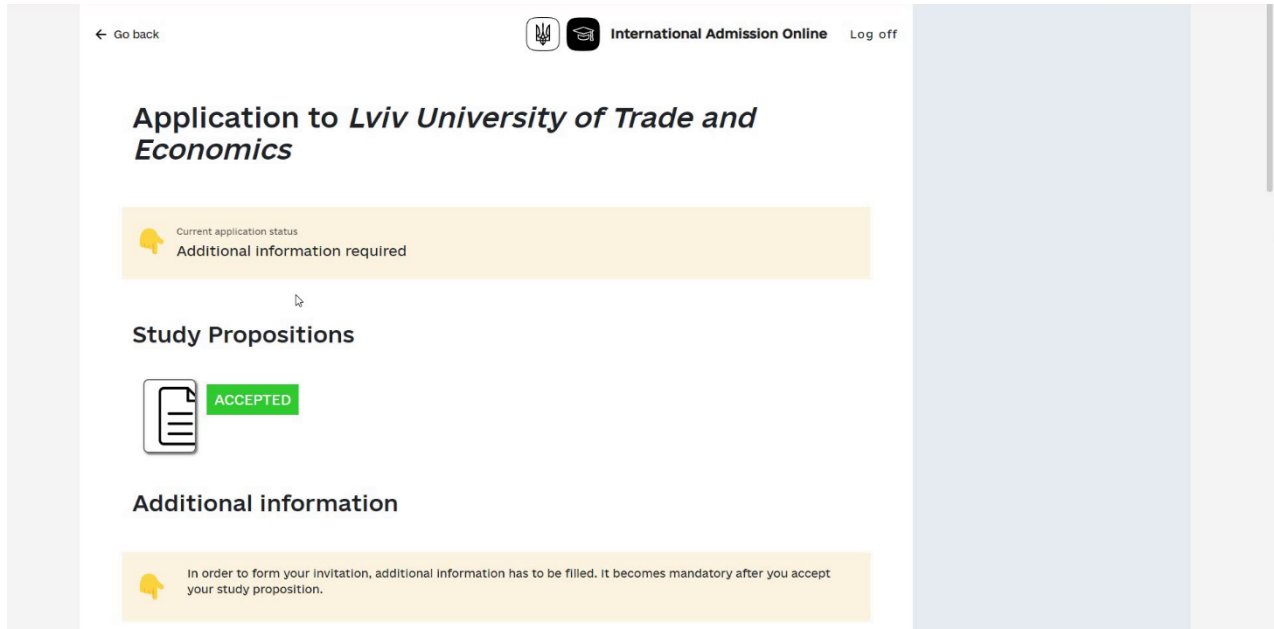 Go back
International Admission Online
Log off
Application to Lviv University of Trade and
Economics
Current application status
Additional information required
Study Propositions
ACCEPTED
Additional information
In order to form your invitation, additional information has to be filled. It becomes mandatory after you accept
your study proposition.